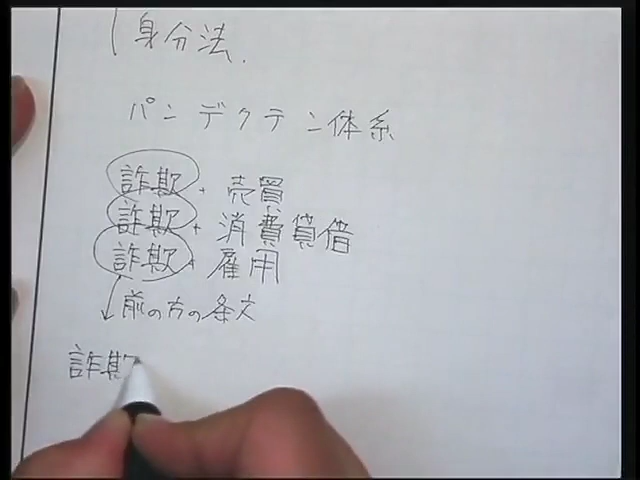 身分法.
パンデクテン体系
詐欺 + 売買
詐欺 + 消費貸借
詐欺 + 雇用
前の方の条文
詐欺